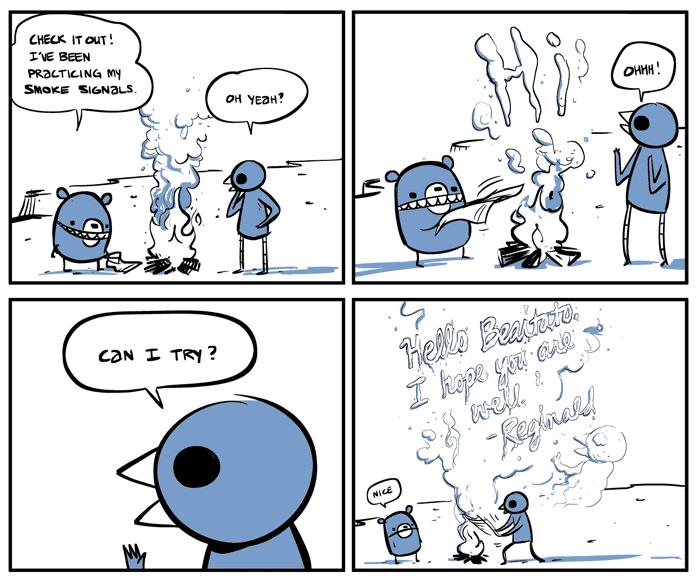 CHECK IT OUT!
I'VE BEEN
PRACTICING MY
SMOKE SIGNALS.
OH YEAH?
Hi
OHHH!
CAN I TRY?
Hello Beartato.
I hope you are
well.
-Reginald
NICE